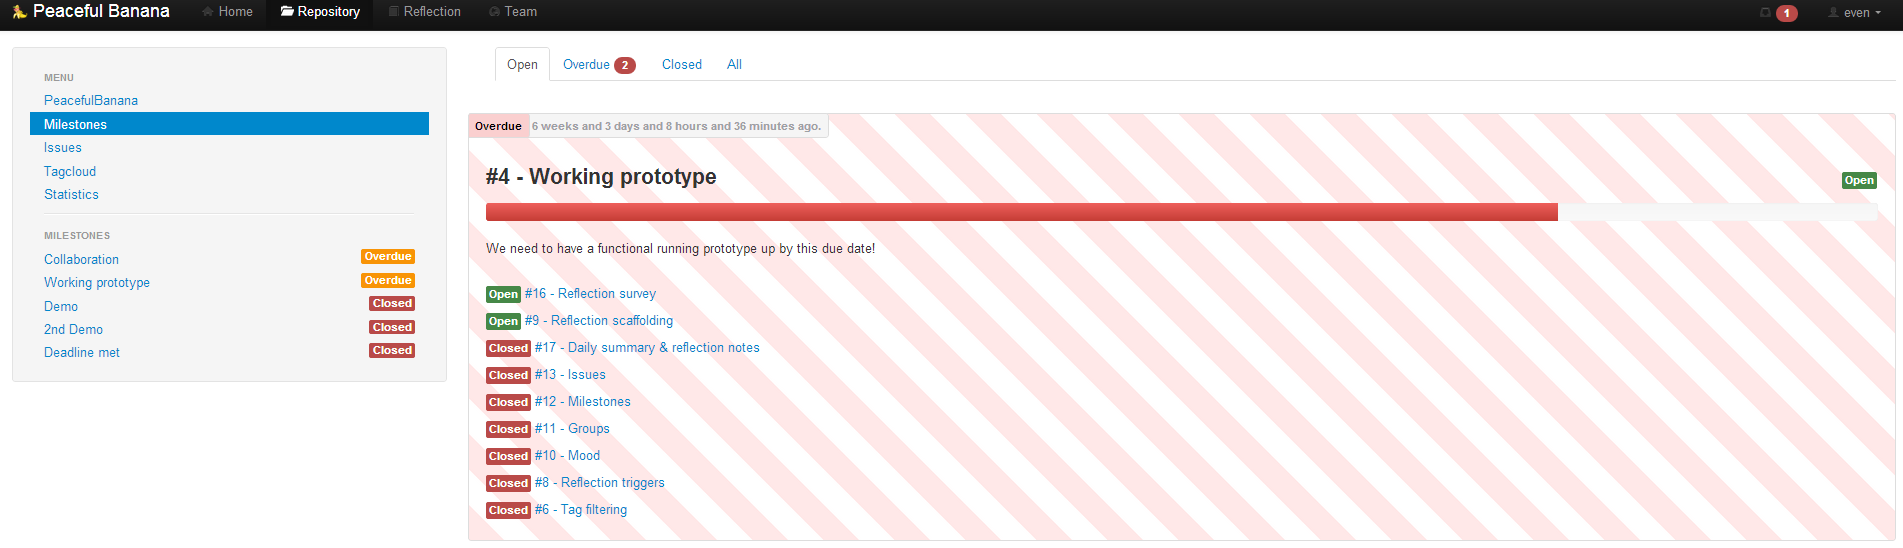 Peaceful Banana Home Repository Reflection Team 1 even
MENU
PeacefulBanana
Milestones
Issues
Tagcloud
Statistics
MILESTONES
Collaboration Overdue
Working prototype Overdue
Demo Closed
2nd Demo Closed
Deadline met Closed
Open Overdue 2 Closed All
Overdue 6 weeks and 3 days and 8 hours and 36 minutes ago.
#4 - Working prototype Open
We need to have a functional running prototype up by this due date!
Open #16 - Reflection survey
Open #9 - Reflection scaffolding
Closed #17 - Daily summary & reflection notes
Closed #13 - Issues
Closed #12 - Milestones
Closed #11 - Groups
Closed #10 - Mood
Closed #8 - Reflection triggers
Closed #6 - Tag filtering